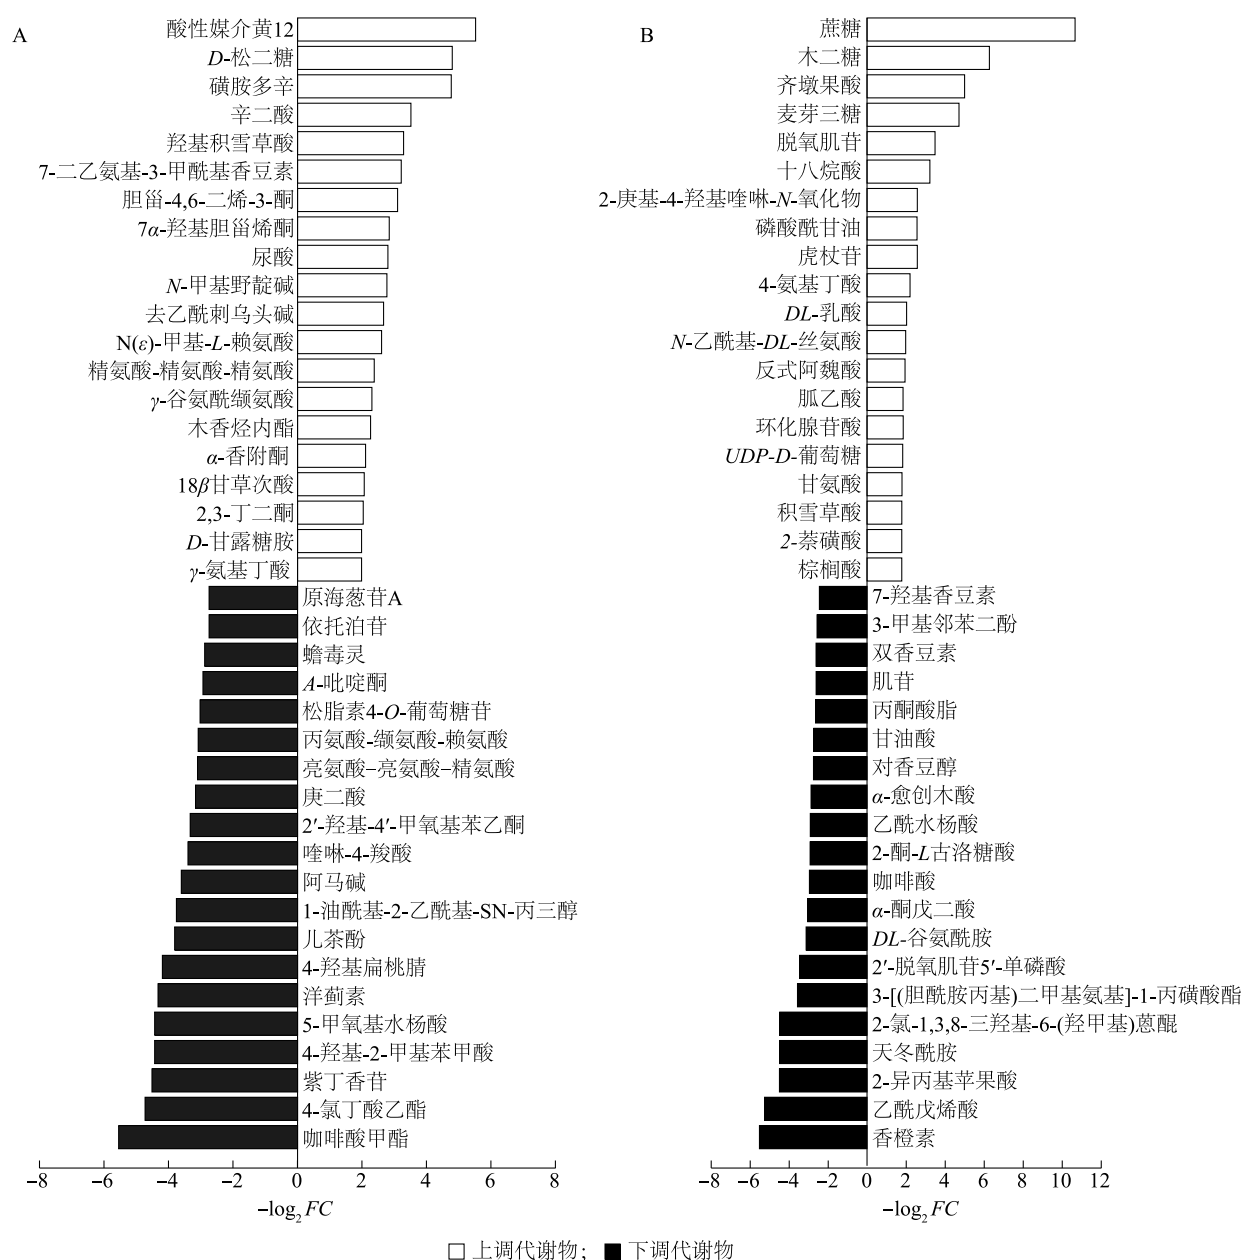 A
酸性媒介黄12
D-松二糖
磺胺多辛
辛二酸
羟基积雪草酸
7-二乙氨基-3-甲酰基香豆素
胆甾-4,6-二烯-3-酮
7α-羟基胆甾烯酮
尿酸
N-甲基野靛碱
去乙酰刺乌头碱
N(ε)-甲基-L-赖氨酸
精氨酸-精氨酸-精氨酸
γ-谷氨酰缬氨酸
木香烃内酯
α-香附酮
18β甘草次酸
2,3-丁二酮
D-甘露糖胺
γ-氨基丁酸
原海葱苷A
依托泊苷
蟾毒灵
A-吡啶酮
松脂素4-O-葡萄糖苷
丙氨酸-缬氨酸-赖氨酸
亮氨酸–亮氨酸–精氨酸
庚二酸
2′-羟基-4′-甲氧基苯乙酮
喹啉-4-羧酸
阿马碱
1-油酰基-2-乙酰基-SN-丙三醇
儿茶酚
4-羟基扁桃腈
洋蓟素
5-甲氧基水杨酸
4-羟基-2-甲基苯甲酸
紫丁香苷
4-氯丁酸乙酯
咖啡酸甲酯
−8 −6 −4 −2 0 2 4 6 8
−log₂FC
B
蔗糖
木二糖
齐墩果酸
麦芽三糖
脱氧肌苷
十八烷酸
2-庚基-4-羟基喹啉-N-氧化物
磷酸酰甘油
虎杖苷
4-氨基丁酸
DL-乳酸
N-乙酰基-DL-丝氨酸
反式阿魏酸
胍乙酸
环化腺苷酸
UDP-D-葡萄糖
甘氨酸
积雪草酸
2-萘磺酸
棕榈酸
7-羟基香豆素
3-甲基邻苯二酚
双香豆素
肌苷
丙酮酸脂
甘油酸
对香豆醇
α-愈创木酸
乙酰水杨酸
2-酮-L古洛糖酸
咖啡酸
α-酮戊二酸
DL-谷氨酰胺
2′-脱氧肌苷5′-单磷酸
3-[(胆酰胺丙基)二甲基氨基]-1-丙磺酸酯
2-氯-1,3,8-三羟基-6-(羟甲基)蒽醌
天冬酰胺
2-异丙基苹果酸
乙酰戊烯酸
香橙素
−8 −6 −4 −2 0 2 4 6 8 10 12
−log₂FC
上调代谢物； 下调代谢物